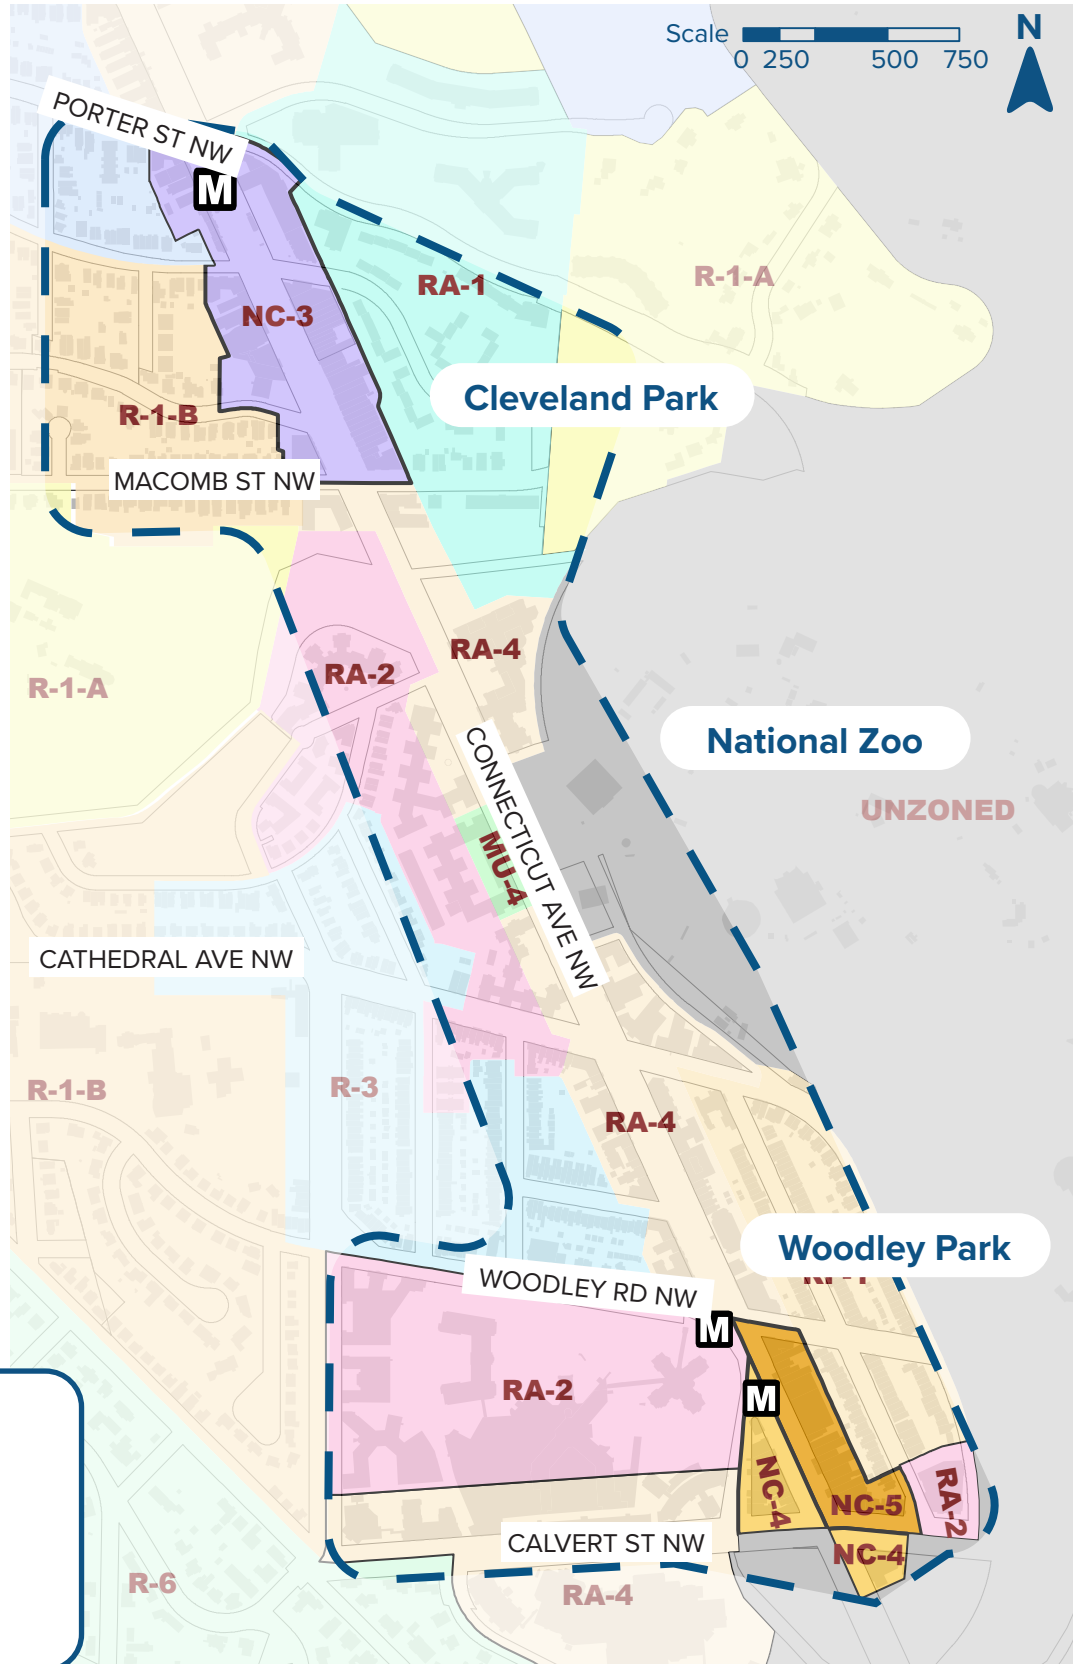 Scale
0 250 500 750
N
PORTER ST NW
M
RA-1
R-1-A
NC-3
Cleveland Park
R-1-B
MACOMB ST NW
RA-4
RA-2
R-1-A
CONNECTICUT AVE NW
National Zoo
UNZONED
MU-4
CATHEDRAL AVE NW
R-1-B
R-3
RA-4
Woodley Park
WOODLEY RD NW
M
RA-2
M
NC-4
NC-5
RA-2
CALVERT ST NW
NC-4
R-6
RA-4